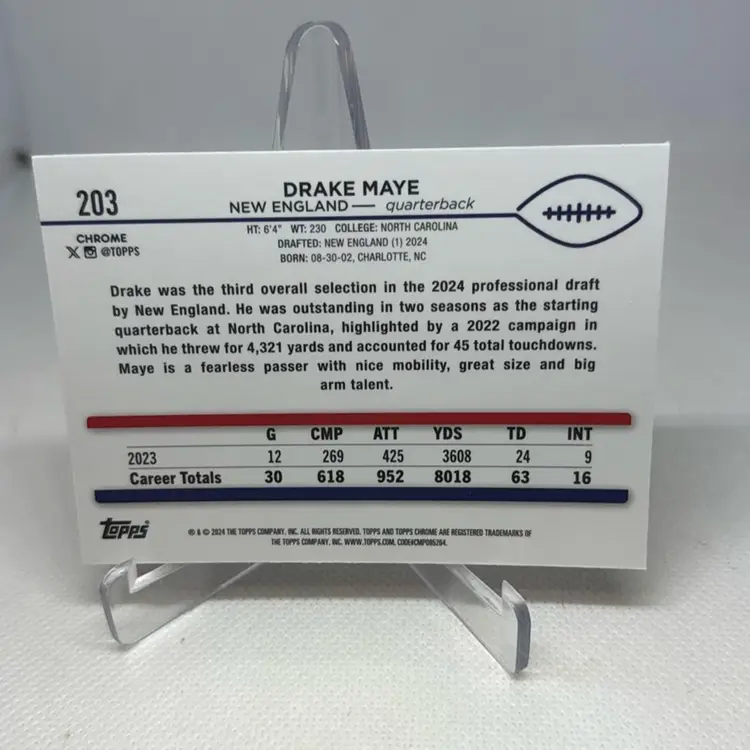 203
DRAKE MAYE
NEW ENGLAND — quarterback
CHROME
X @TOPPS
HT: 6'4" WT: 230 COLLEGE: NORTH CAROLINA
DRAFTED: NEW ENGLAND (1) 2024
BORN: 08-30-02, CHARLOTTE, NC
Drake was the third overall selection in the 2024 professional draft
by New England. He was outstanding in two seasons as the starting
quarterback at North Carolina, highlighted by a 2022 campaign in
which he threw for 4,321 yards and accounted for 45 total touchdowns.
Maye is a fearless passer with nice mobility, great size and big
arm talent.
G CMP ATT YDS TD INT
2023 12 269 425 3608 24 9
Career Totals 30 618 952 8018 63 16
topps
® & © 2024 THE TOPPS COMPANY, INC. ALL RIGHTS RESERVED. TOPPS AND TOPPS CHROME ARE REGISTERED TRADEMARKS OF
THE TOPPS COMPANY, INC. WWW.TOPPS.COM. CODE#CMP085264.